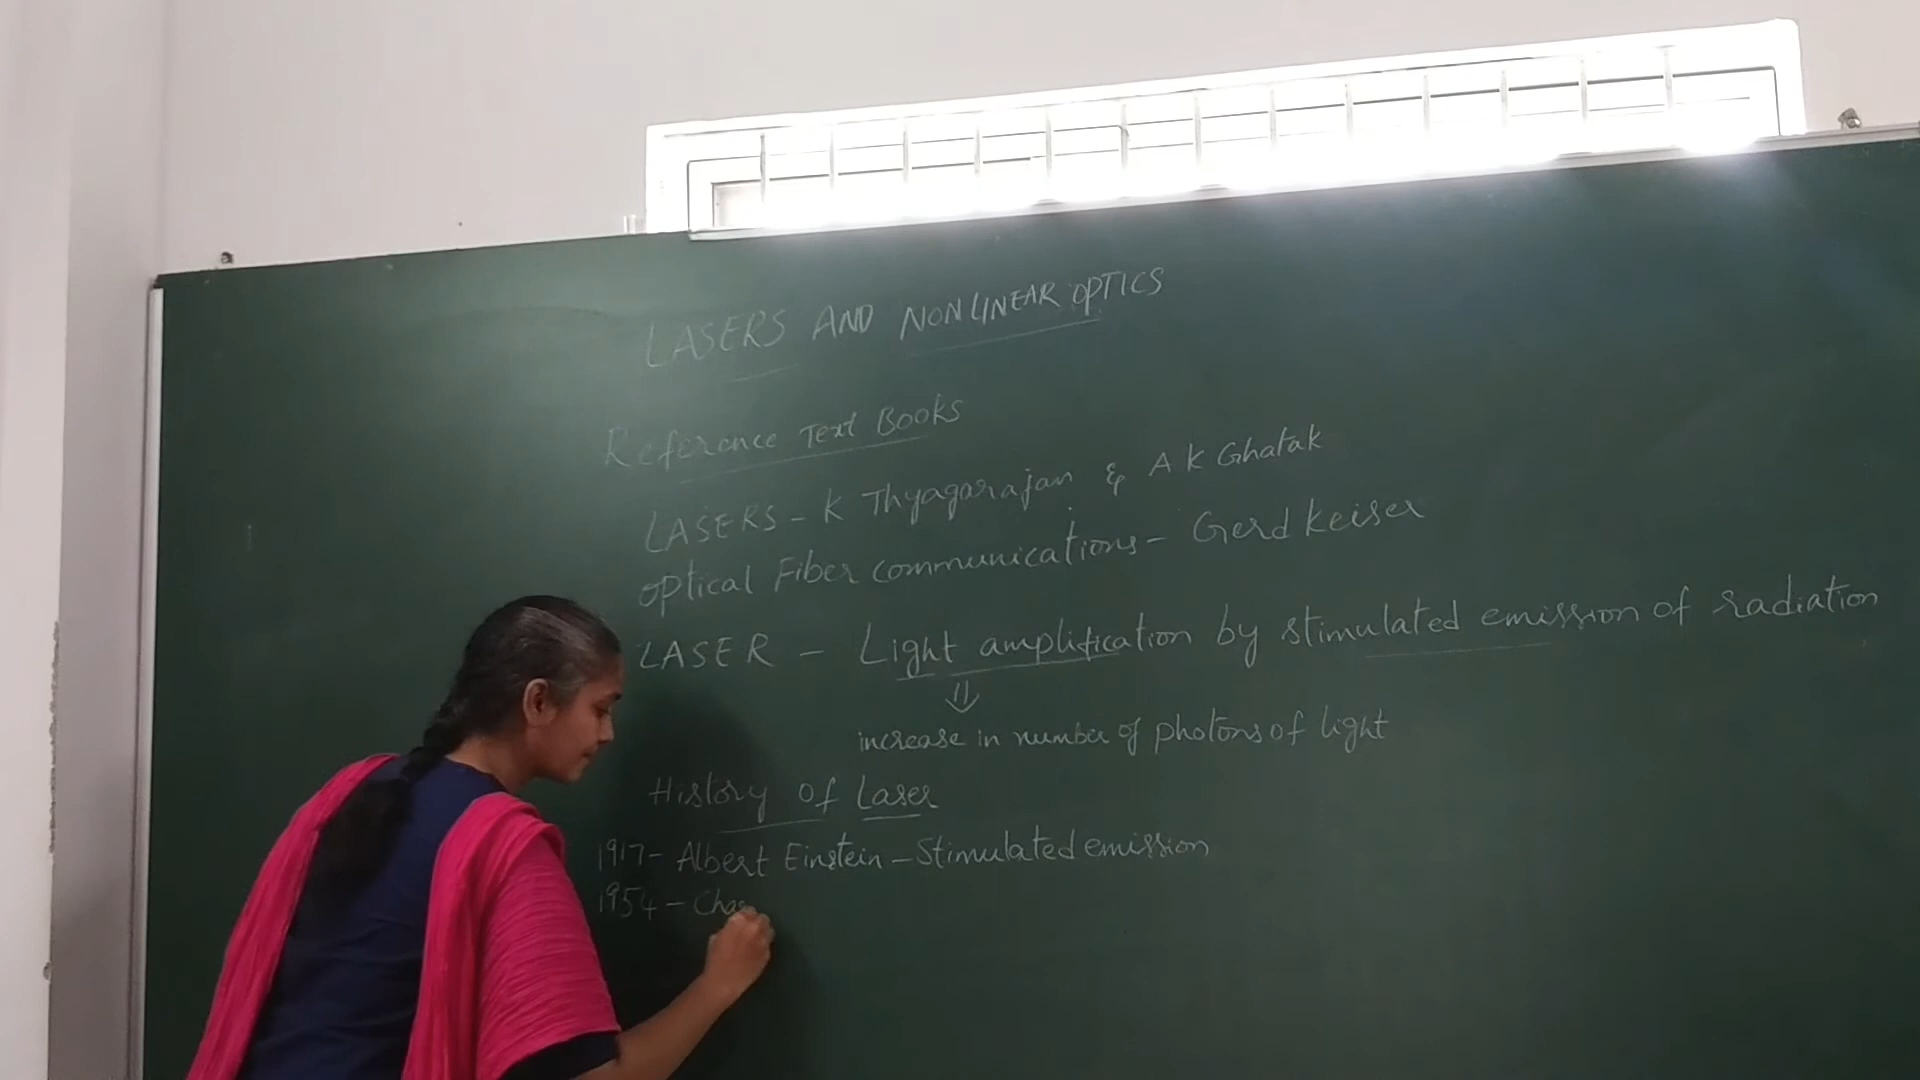 LASERS AND NONLINEAR OPTICS
Reference Text Books
LASERS - K Thyagarajan & A K Ghatak
optical Fiber communications - Gerd Keiser
LASER - Light amplification by stimulated emission of radiation
⇓
increase in number of photons of light
History of Laser
1917 - Albert Einstein - Stimulated emission
1954 - Cha